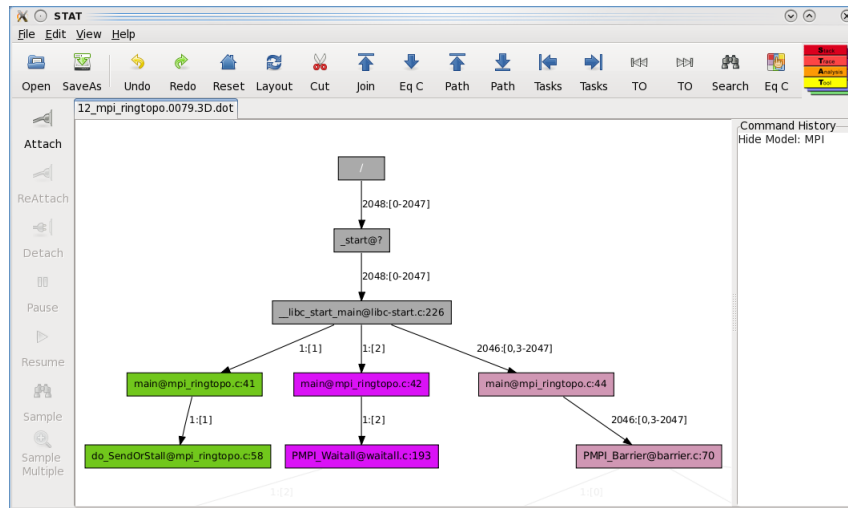 STAT
File Edit View Help
Open SaveAs Undo Redo Reset Layout Cut Join Eq C Path Path Tasks Tasks TO TO Search Eq C
Stack
Trace
Analysis
Tool
12_mpi_ringtopo.0079.3D.dot
Attach
ReAttach
Detach
Pause
Resume
Sample
Sample
Multiple
Command History
Hide Model: MPI
/
2048:[0-2047]
_start@?
2048:[0-2047]
__libc_start_main@libc-start.c:226
1:[1] 1:[2] 2046:[0,3-2047]
main@mpi_ringtopo.c:41 main@mpi_ringtopo.c:42 main@mpi_ringtopo.c:44
1:[1] 1:[2] 2046:[0,3-2047]
do_SendOrStall@mpi_ringtopo.c:58 PMPI_Waitall@waitall.c:193 PMPI_Barrier@barrier.c:70
1:[2] 1:[0]